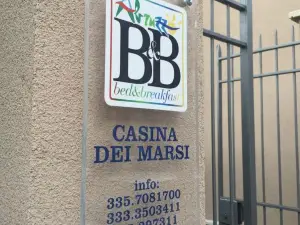 B&B
bed&breakfast
CASINA
DEI MARSI
info:
335.7081700
333.3503411